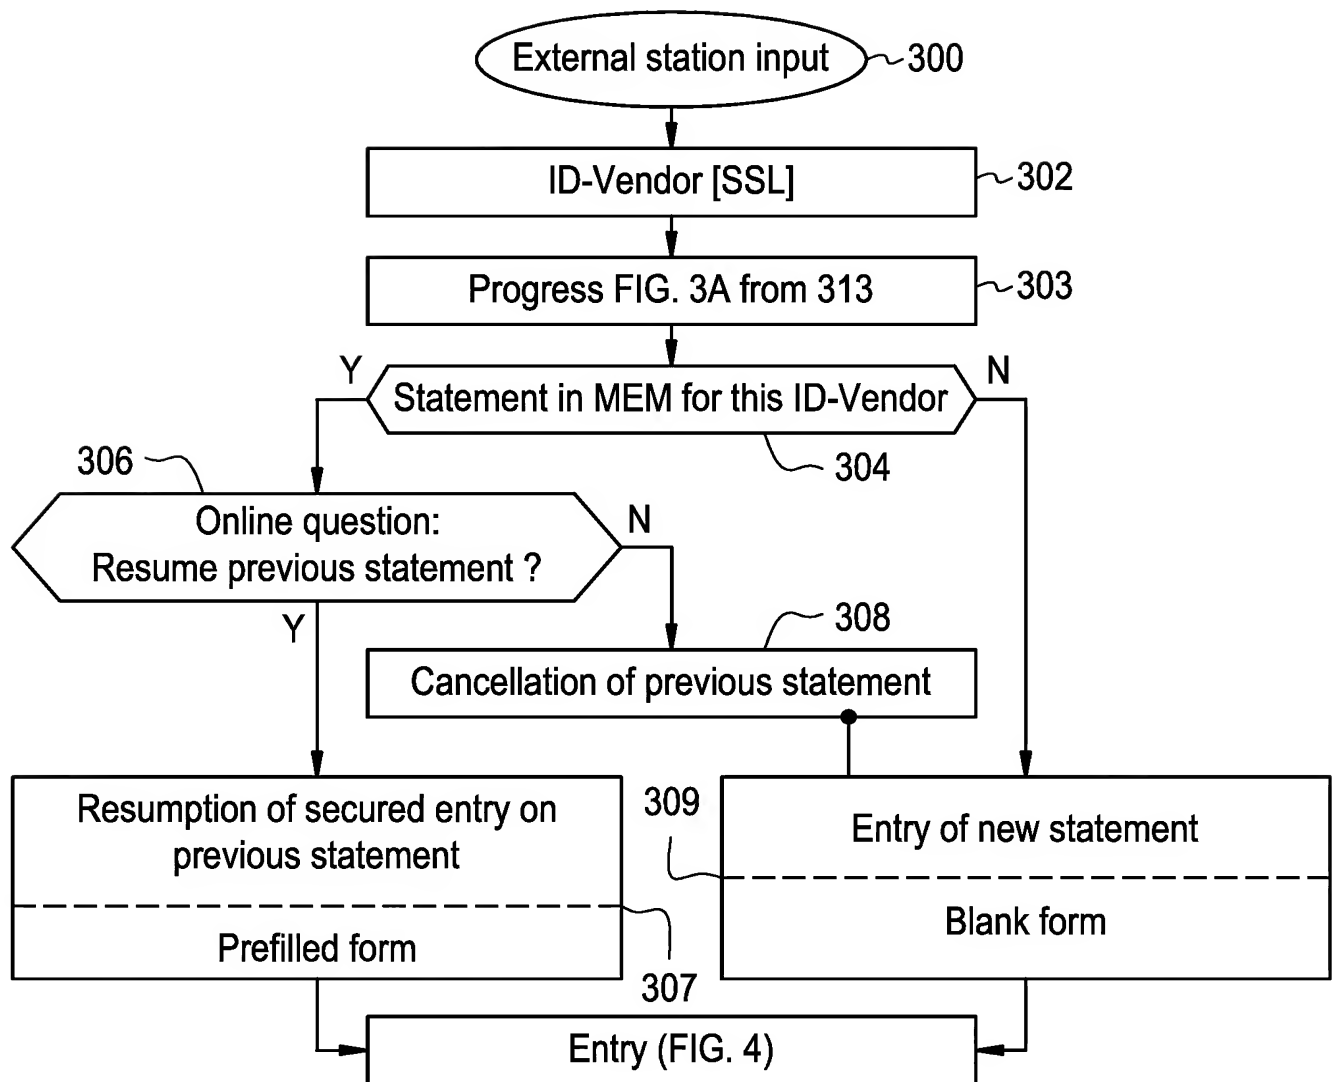 External station input
300
ID-Vendor [SSL]
302
Progress FIG. 3A from 313
303
Y
N
Statement in MEM for this ID-Vendor
304
306
Online question:
Resume previous statement ?
N
Y
308
Cancellation of previous statement
Resumption of secured entry on
previous statement
Prefilled form
307
309
Entry of new statement
Blank form
Entry (FIG. 4)